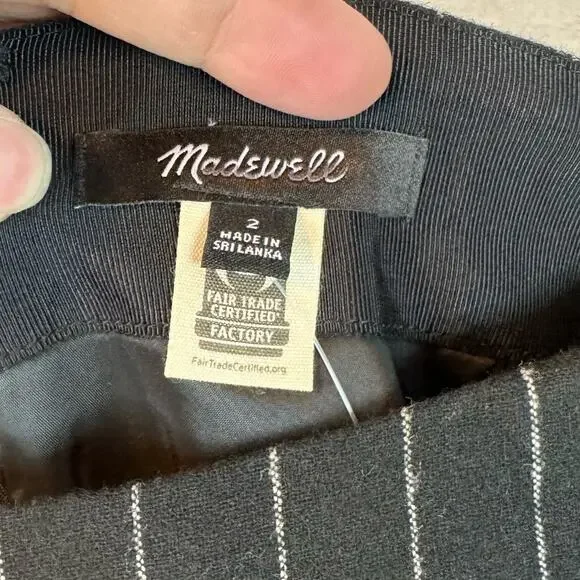 Madewell
2
MADE IN
SRI LANKA
FAIR TRADE
CERTIFIED
FACTORY
FairTradeCertified.org